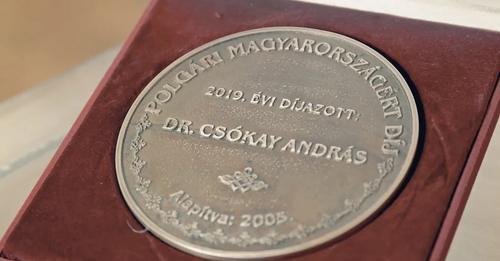 POLGÁRI MAGYARORSZÁGÉRT DÍJ
2019. ÉVI DÍJAZOTT:
DR. CSÓKAY ANDRÁS
Alapítva: 2005.